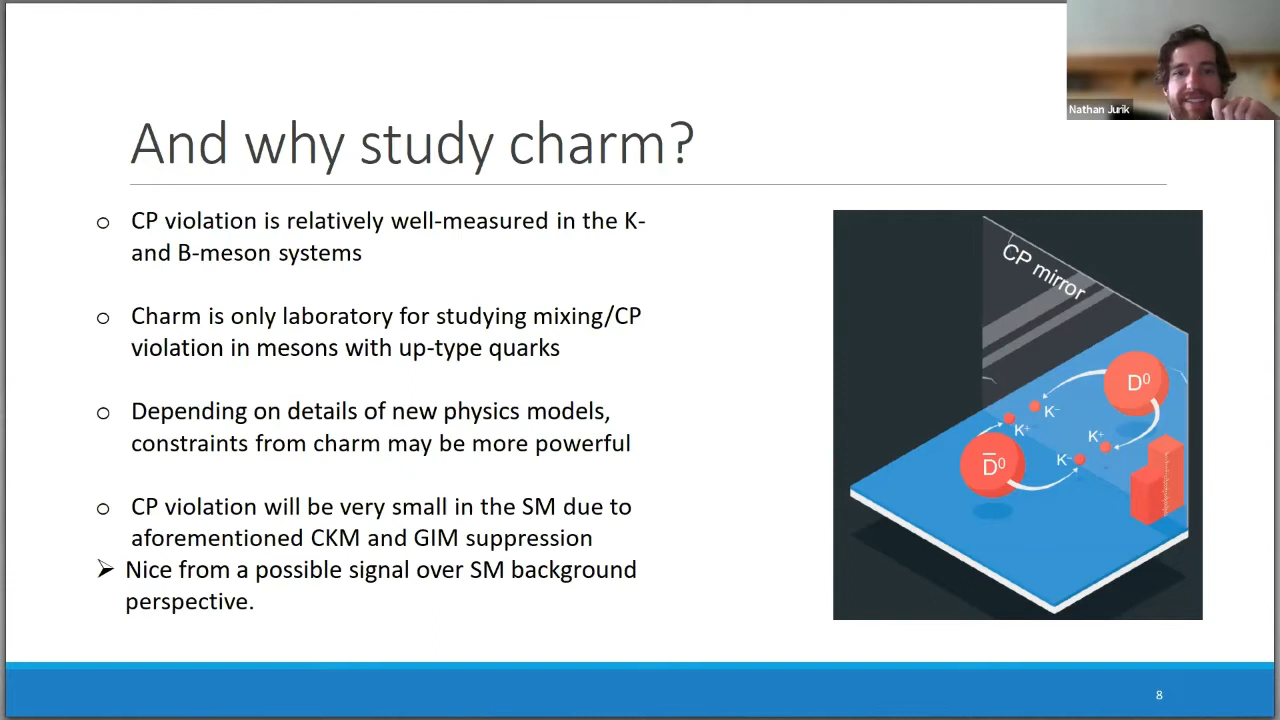 Nathan Jurik
And why study charm?
o CP violation is relatively well-measured in the K-
and B-meson systems
o Charm is only laboratory for studying mixing/CP
violation in mesons with up-type quarks
o Depending on details of new physics models,
constraints from charm may be more powerful
o CP violation will be very small in the SM due to
aforementioned CKM and GIM suppression
➢ Nice from a possible signal over SM background
perspective.
CP mirror
D⁰
K⁻
K⁺
K⁺
K⁻
D̅⁰
8